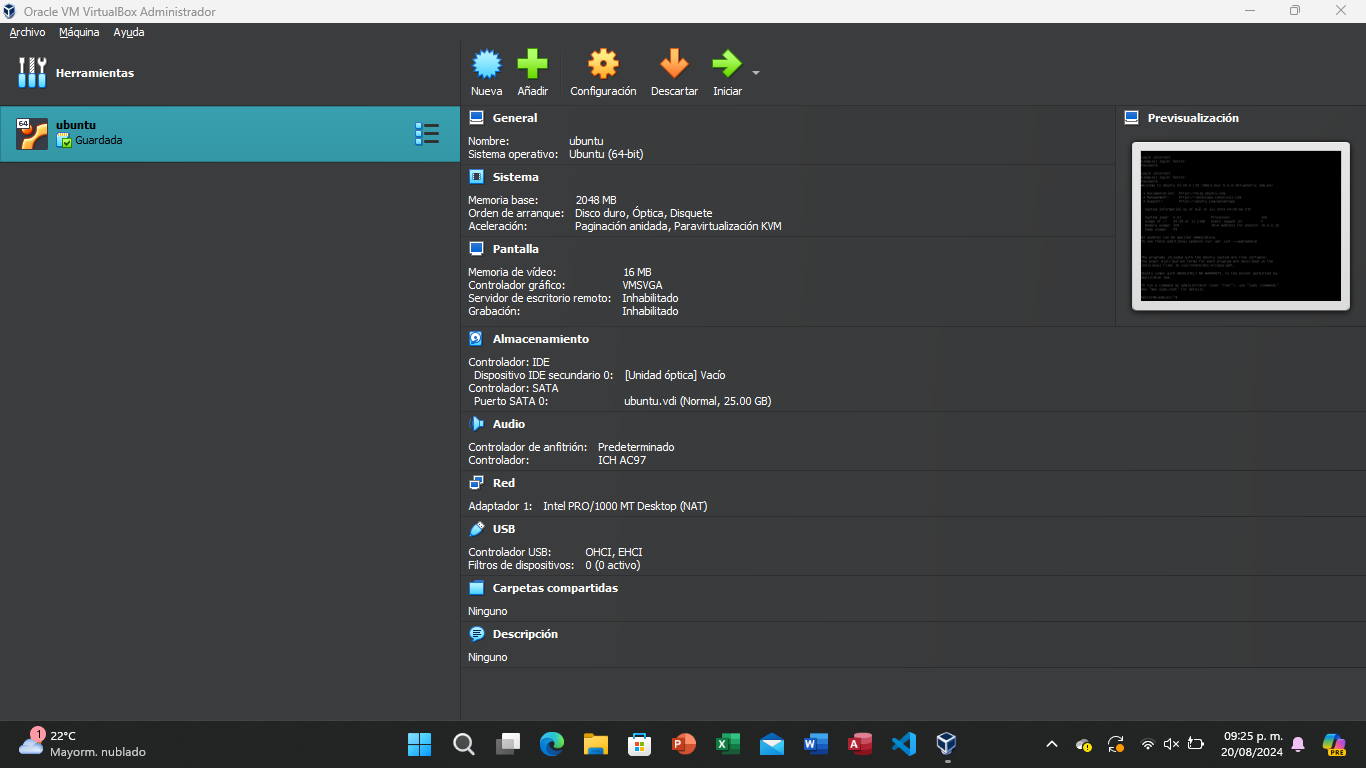 Oracle VM VirtualBox Administrador
Archivo Máquina Ayuda
Herramientas
Nueva Añadir Configuración Descartar Iniciar
64
ubuntu
Guardada
General
Nombre: ubuntu
Sistema operativo: Ubuntu (64-bit)
Previsualización
Sistema
Memoria base: 2048 MB
Orden de arranque: Disco duro, Óptica, Disquete
Aceleración: Paginación anidada, Paravirtualización KVM
Pantalla
Memoria de vídeo: 16 MB
Controlador gráfico: VMSVGA
Servidor de escritorio remoto: Inhabilitado
Grabación: Inhabilitado
Almacenamiento
Controlador: IDE
Dispositivo IDE secundario 0: [Unidad óptica] Vacío
Controlador: SATA
Puerto SATA 0: ubuntu.vdi (Normal, 25.00 GB)
Audio
Controlador de anfitrión: Predeterminado
Controlador: ICH AC97
Red
Adaptador 1: Intel PRO/1000 MT Desktop (NAT)
USB
Controlador USB: OHCI, EHCI
Filtros de dispositivos: 0 (0 activo)
Carpetas compartidas
Ninguno
Descripción
Ninguno
1
22°C
Mayorm. nublado
09:25 p. m.
20/08/2024
PRE